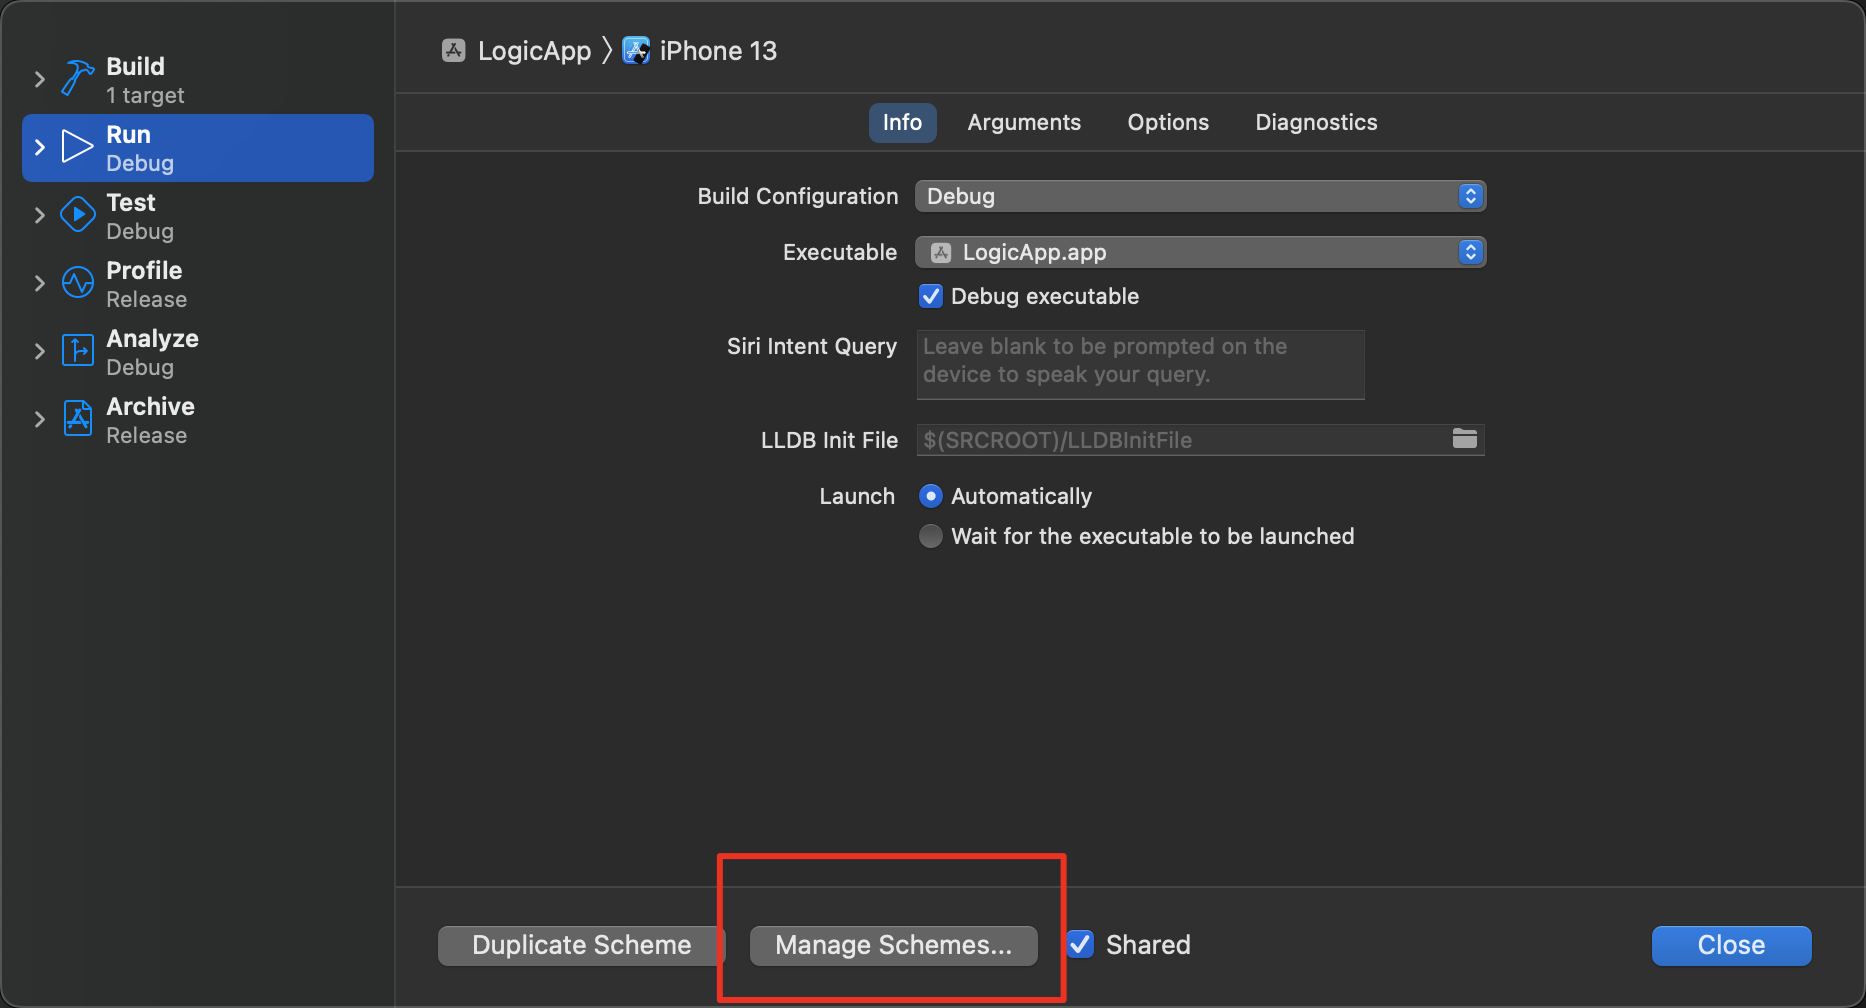 Build
1 target
Run
Debug
Test
Debug
Profile
Release
Analyze
Debug
Archive
Release
LogicApp 〉 iPhone 13
Info Arguments Options Diagnostics
Build Configuration Debug
Executable LogicApp.app
Debug executable
Siri Intent Query Leave blank to be prompted on the
device to speak your query.
LLDB Init File $(SRCROOT)/LLDBInitFile
Launch Automatically
Wait for the executable to be launched
Duplicate Scheme Manage Schemes... Shared Close